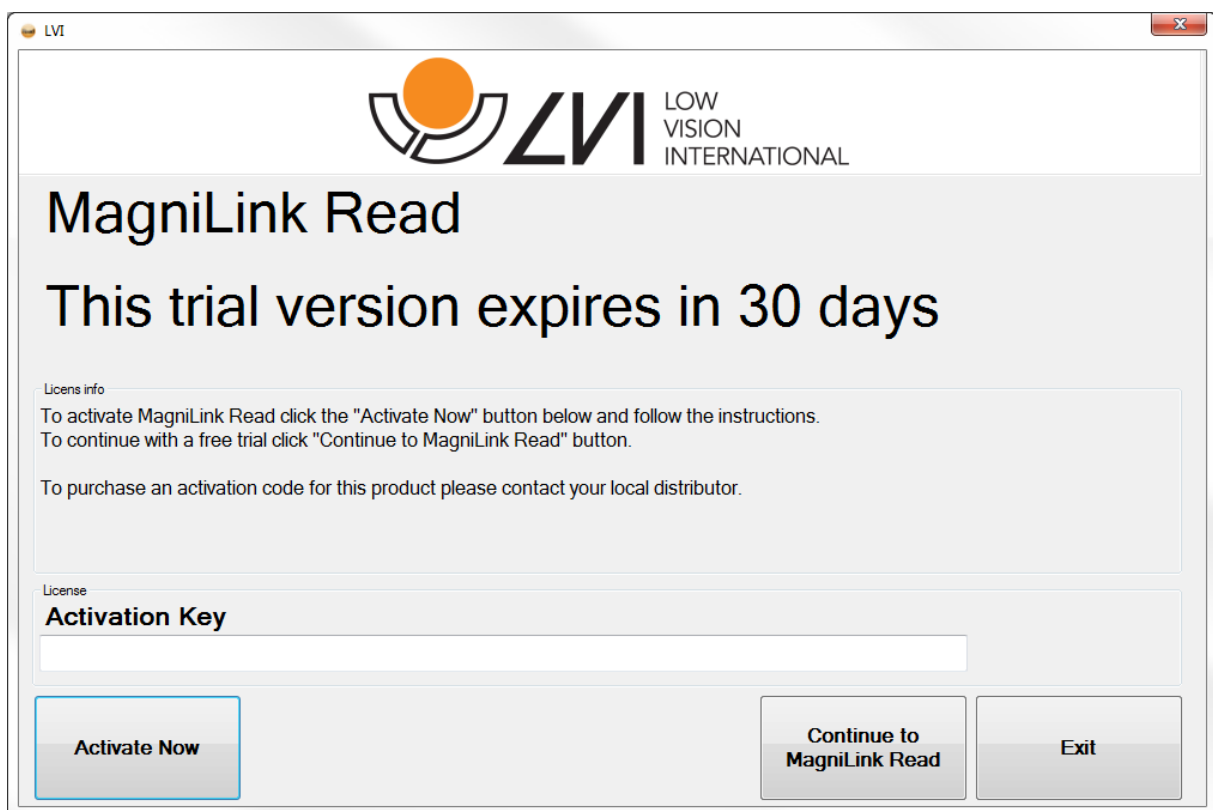 LVI
LVI
LOW
VISION
INTERNATIONAL
MagniLink Read
This trial version expires in 30 days
Licens info
To activate MagniLink Read click the "Activate Now" button below and follow the instructions.
To continue with a free trial click "Continue to MagniLink Read" button.
To purchase an activation code for this product please contact your local distributor.
License
Activation Key
Activate Now
Continue to
MagniLink Read
Exit